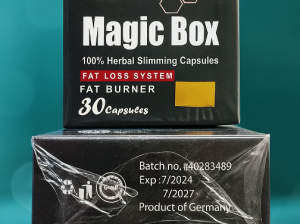 Magic Box
100% Herbal Slimming Capsules
FAT LOSS SYSTEM
FAT BURNER
30 Capsules
Batch no. #40283489
Exp :7/2024
7/2027
Product of Germany